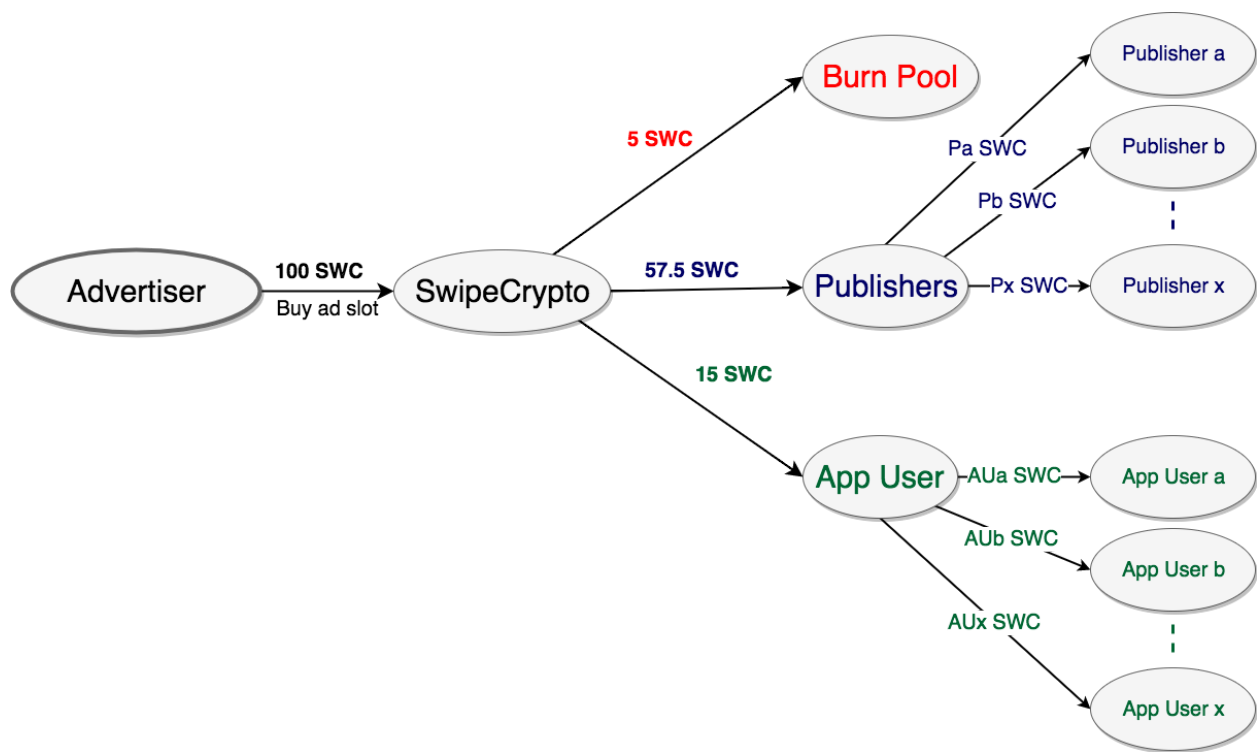 Publisher a
Burn Pool
5 SWC
Pa SWC
Publisher b
Pb SWC
100 SWC
57.5 SWC
Advertiser
SwipeCrypto
Publishers
Px SWC
Publisher x
Buy ad slot
15 SWC
App User
AUa SWC
App User a
AUb SWC
App User b
AUx SWC
App User x